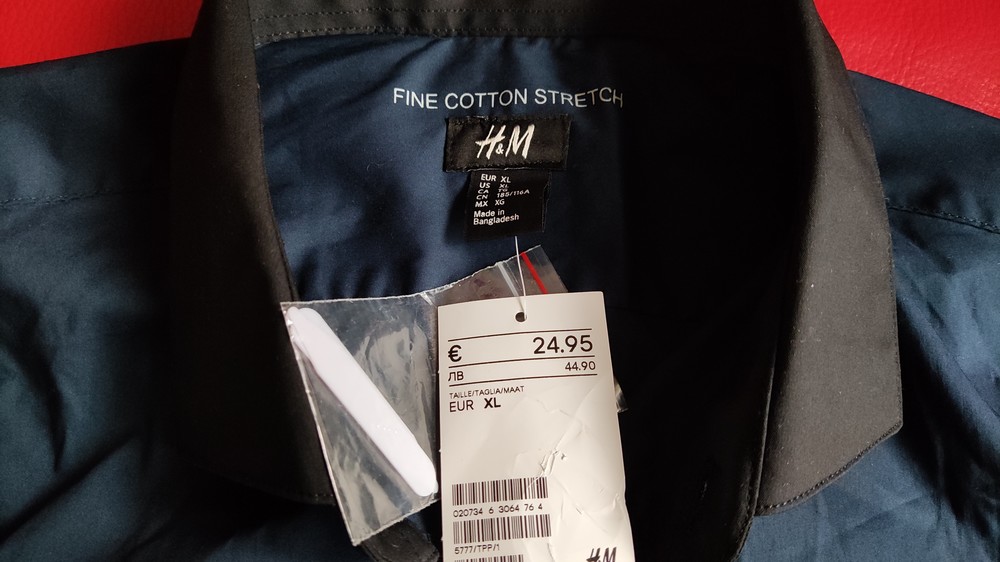 FINE COTTON STRETCH
H&M
EUR XL
US XL
CA TG
CN 185/116A
MX XG
Made in
Bangladesh
€ 24.95
ЛВ 44.90
TAILLE/TAGLIA/MAAT
EUR XL
020734 6 3064 76 4
5777/TPP/1
H&M